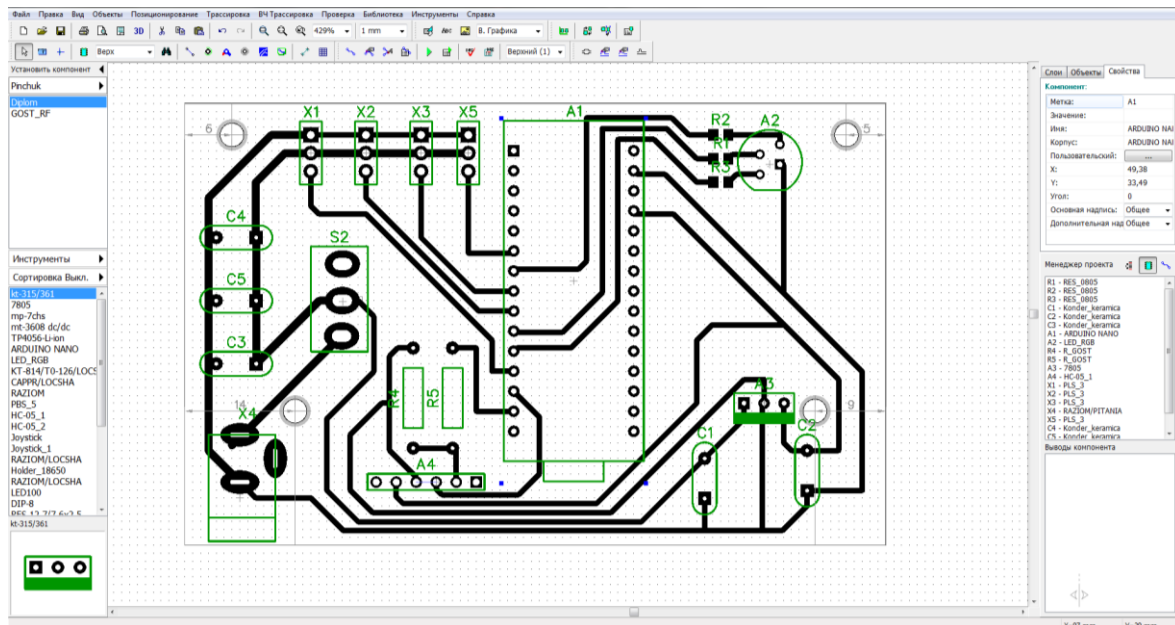 Файл Правка Вид Объекты Позиционирование Трассировка ВЧ Трассировка Проверка Библиотека Инструменты Справка
3D 429% 1 mm В. Графика
Верх Верхний (1)
Установить компонент
Pinchuk
Diplom
GOST_RF
Инструменты
Сортировка Выкл.
kt-315/361
7805
mp-7chs
mt-3608 dc/dc
TP4056-Li-on
ARDUINO NANO
LED_RGB
KT-814/TO-126/LOCS
CAPPR/LOCSHA
RAZIOM
PBS_5
HC-05_1
HC-05_2
Joystick
Joystick_1
RAZIOM/LOCSHA
Holder_18650
RAZIOM/LOCSHA
LED100
DIP-8
kt-315/361
X1 X2 X3 X5 A1 R2 A2
6 5
R1
R3
C4
S2
C5
C3
R4 R5
14 X4
A3
9
C1 C2
A4
Слои Объекты Свойства
Компонент:
Метка: A1
Значение:
Имя: ARDUINO NAI
Корпус: ARDUINO NAI
Пользовательский: ...
X: 49,38
Y: 33,49
Угол: 0
Основная надпись: Общее
Дополнительная над Общее
Менеджер проекта
R1 - RES_0805
R2 - RES_0805
R3 - RES_0805
C1 - Konder_keramica
C2 - Konder_keramica
C3 - Konder_keramica
A1 - ARDUINO NANO
A2 - LED_RGB
R4 - R_GOST
R5 - R_GOST
A3 - 7805
A4 - HC-05_1
X1 - PLS_3
X2 - PLS_3
X3 - PLS_3
X4 - RAZIOM/PITANIA
X5 - PLS_3
C4 - Konder_keramica
C5 - Konder_keramica
Выводы компонента